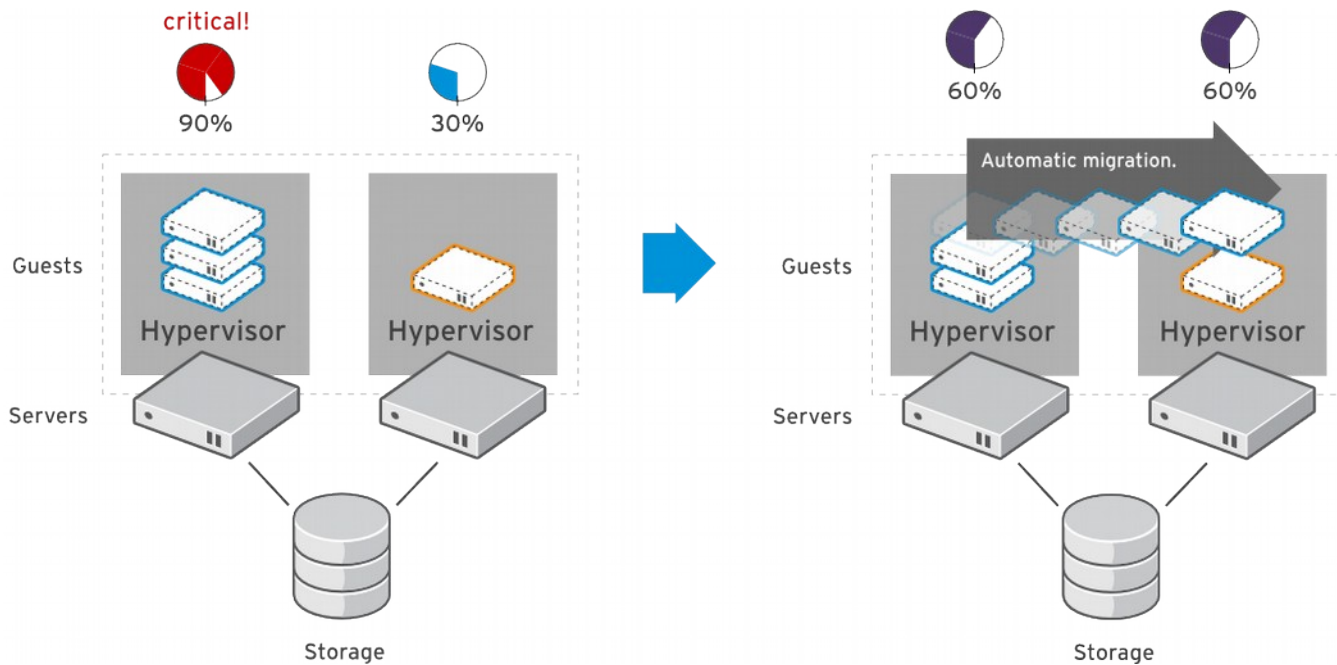 critical!
90%
30%
Guests
Hypervisor
Hypervisor
Servers
Storage
60%
60%
Automatic migration.
Guests
Hypervisor
Hypervisor
Servers
Storage